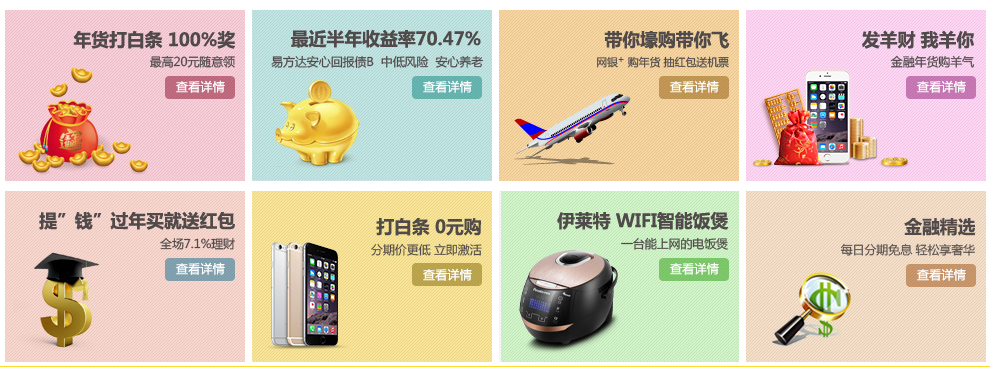 年货打白条 100%奖
最高20元随意领
查看详情
最近半年收益率70.47%
易方达安心回报债B 中低风险 安心养老
查看详情
带你壕购带你飞
网银+ 购年货 抽红包送机票
查看详情
发羊财 我羊你
金融年货购羊气
查看详情
提”钱”过年买就送红包
全场7.1%理财
查看详情
打白条 0元购
分期价更低 立即激活
查看详情
伊莱特 WIFI智能饭煲
一台能上网的电饭煲
查看详情
金融精选
每日分期免息 轻松享奢华
查看详情